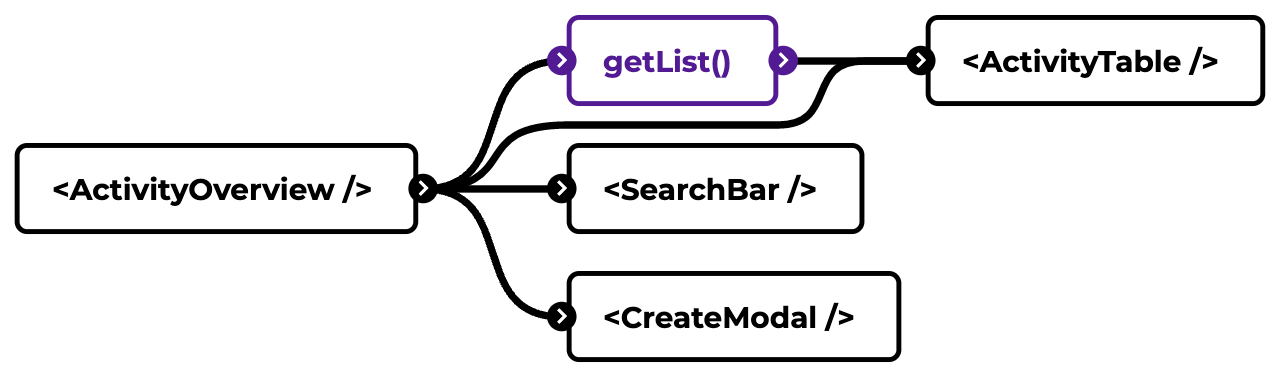 getList()
<ActivityTable />
<ActivityOverview />
<SearchBar />
<CreateModal />